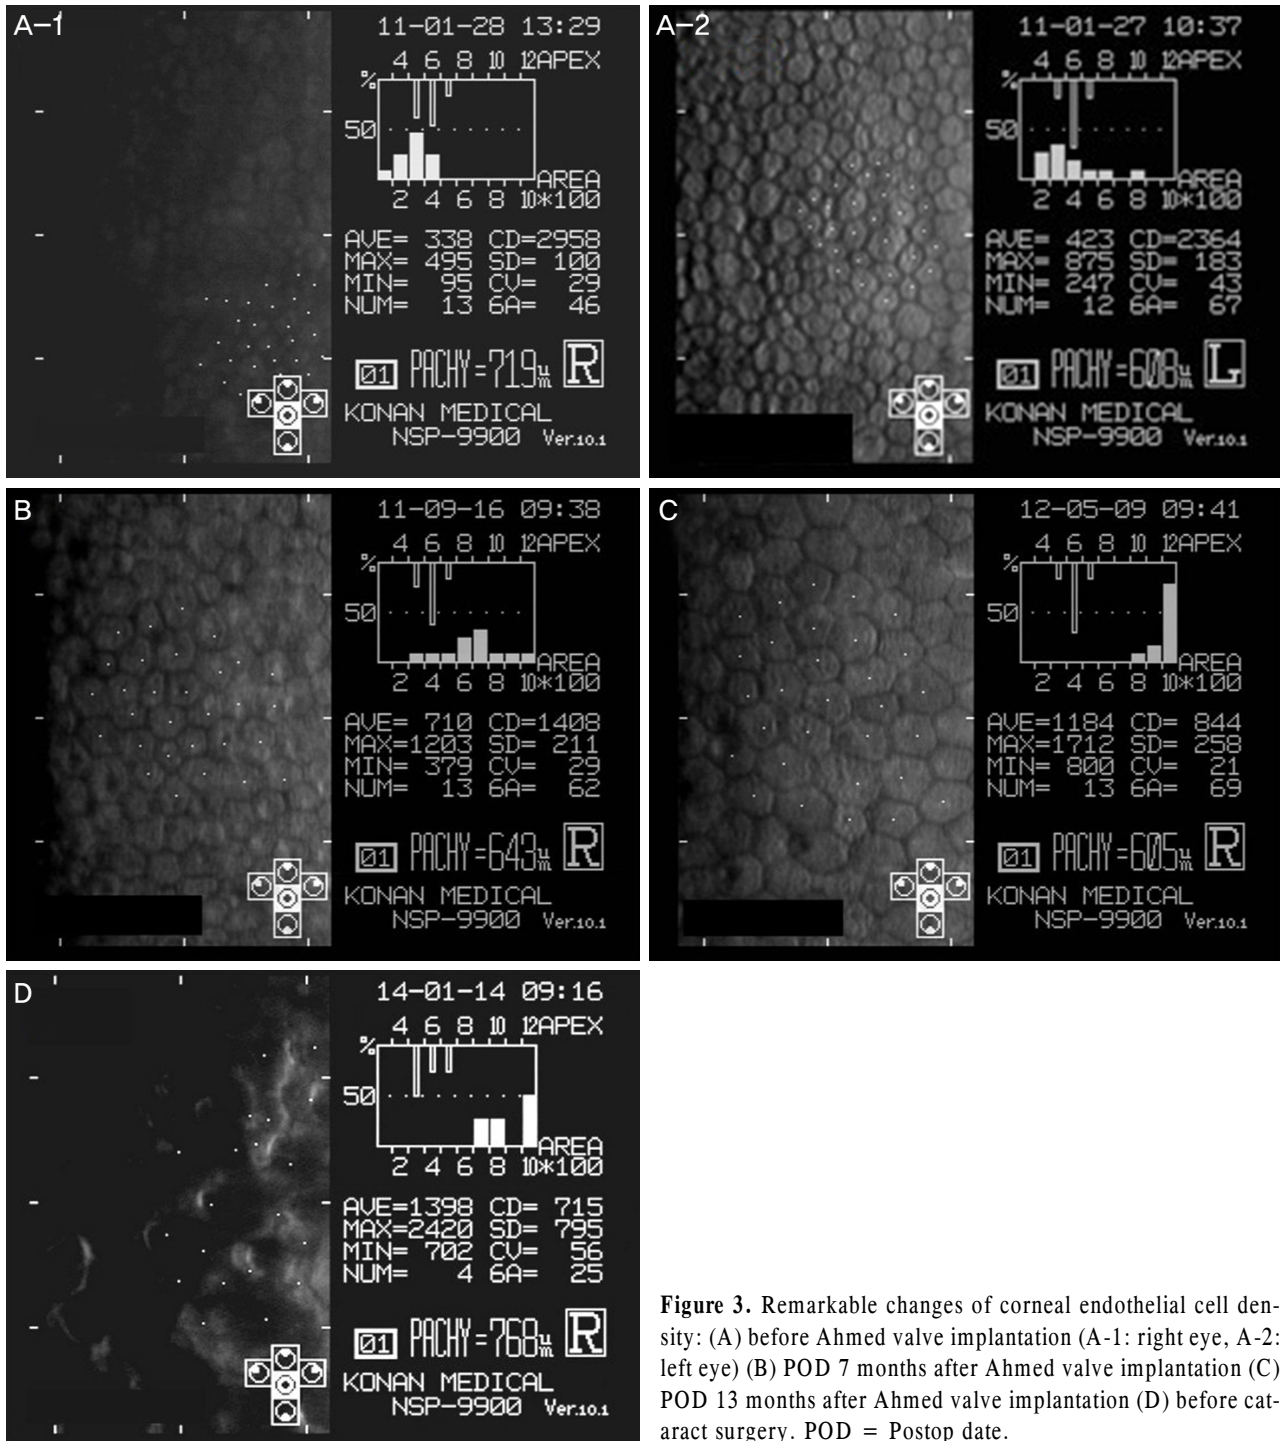 A-1
11-01-28 13:29
4 6 8 10 12APEX
%
50
AREA
2 4 6 8 10*100
AVE= 338 CD=2958
MAX= 495 SD= 100
MIN= 95 CV= 29
NUM= 13 6A= 46
01 PACHY=719μm R
KONAN MEDICAL
NSP-9900 Ver.10.1
A-2
11-01-27 10:37
4 6 8 10 12APEX
%
50
AREA
2 4 6 8 10*100
AVE= 423 CD=2364
MAX= 875 SD= 183
MIN= 247 CV= 43
NUM= 12 6A= 67
01 PACHY=608μm L
KONAN MEDICAL
NSP-9900 Ver.10.1
B
11-09-16 09:38
4 6 8 10 12APEX
%
50
AREA
2 4 6 8 10*100
AVE= 710 CD=1408
MAX=1203 SD= 211
MIN= 379 CV= 29
NUM= 13 6A= 62
01 PACHY=643μm R
KONAN MEDICAL
NSP-9900 Ver.10.1
C
12-05-09 09:41
4 6 8 10 12APEX
%
50
AREA
2 4 6 8 10*100
AVE=1184 CD= 844
MAX=1712 SD= 258
MIN= 800 CV= 21
NUM= 13 6A= 69
01 PACHY=605μm R
KONAN MEDICAL
NSP-9900 Ver.10.1
D
14-01-14 09:16
4 6 8 10 12APEX
%
50
AREA
2 4 6 8 10*100
AVE=1398 CD= 715
MAX=2420 SD= 795
MIN= 702 CV= 56
NUM= 4 6A= 25
01 PACHY=768μm R
KONAN MEDICAL
NSP-9900 Ver.10.1
Figure 3. Remarkable changes of corneal endothelial cell den-
sity: (A) before Ahmed valve implantation (A-1: right eye, A-2:
left eye) (B) POD 7 months after Ahmed valve implantation (C)
POD 13 months after Ahmed valve implantation (D) before cat-
aract surgery. POD = Postop date.